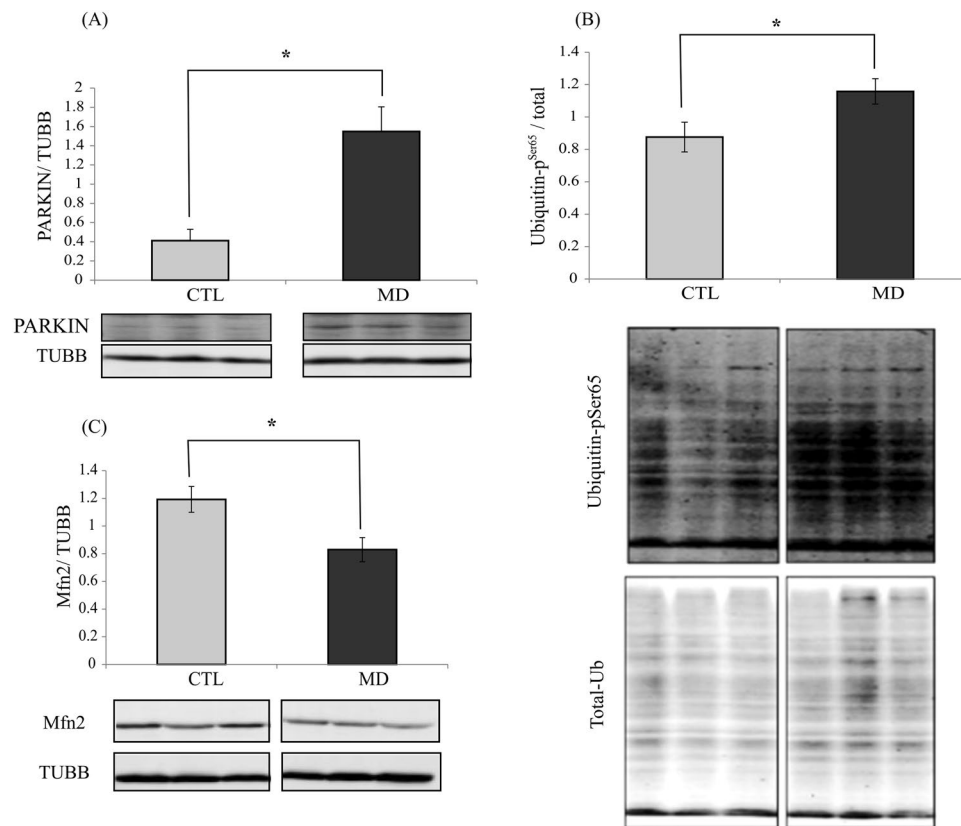 (A)
*
PARKIN/ TUBB
2
1.8
1.6
1.4
1.2
1
0.8
0.6
0.4
0.2
0
CTL MD
PARKIN
TUBB
(B)
*
Ubiquitin-p^Ser65 / total
1.4
1.2
1
0.8
0.6
0.4
0.2
0
CTL MD
Ubiquitin-pSer65
Total-Ub
(C)
*
Mfn2/ TUBB
1.4
1.2
1
0.8
0.6
0.4
0.2
0
CTL MD
Mfn2
TUBB